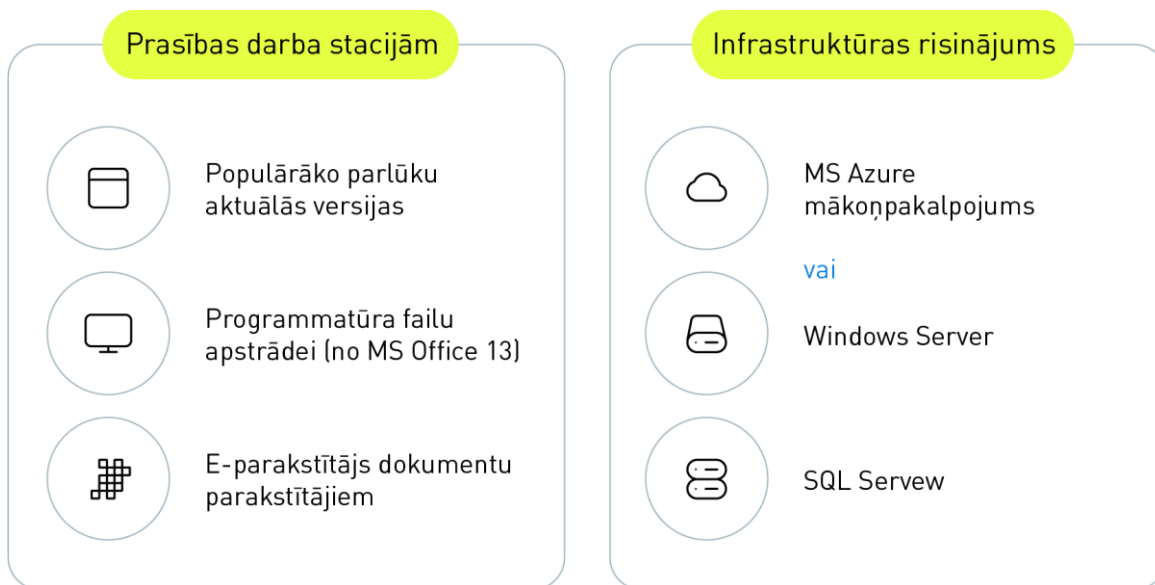 Prasības darba stacijām
Populārāko parlūku
aktuālās versijas
Programmatūra failu
apstrādei (no MS Office 13)
E-parakstītājs dokumentu
parakstītājiem
Infrastruktūras risinājums
MS Azure
mākoņpakalpojums
vai
Windows Server
SQL Servew